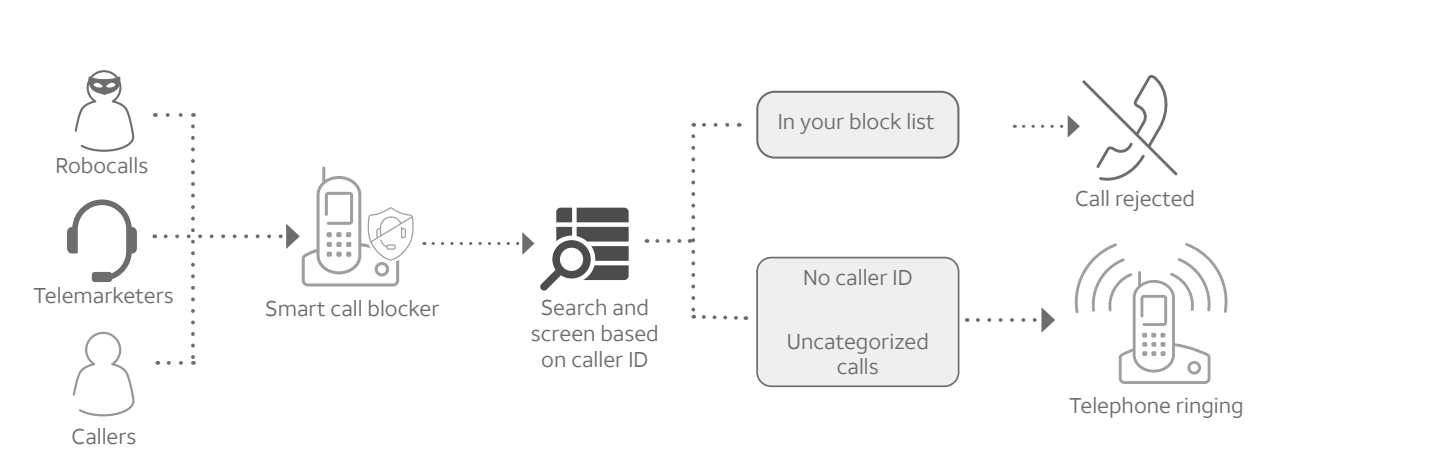 Robocalls
Telemarketers
Callers
Smart call blocker
Search and
screen based
on caller ID
In your block list
No caller ID
Uncategorized
calls
Call rejected
Telephone ringing